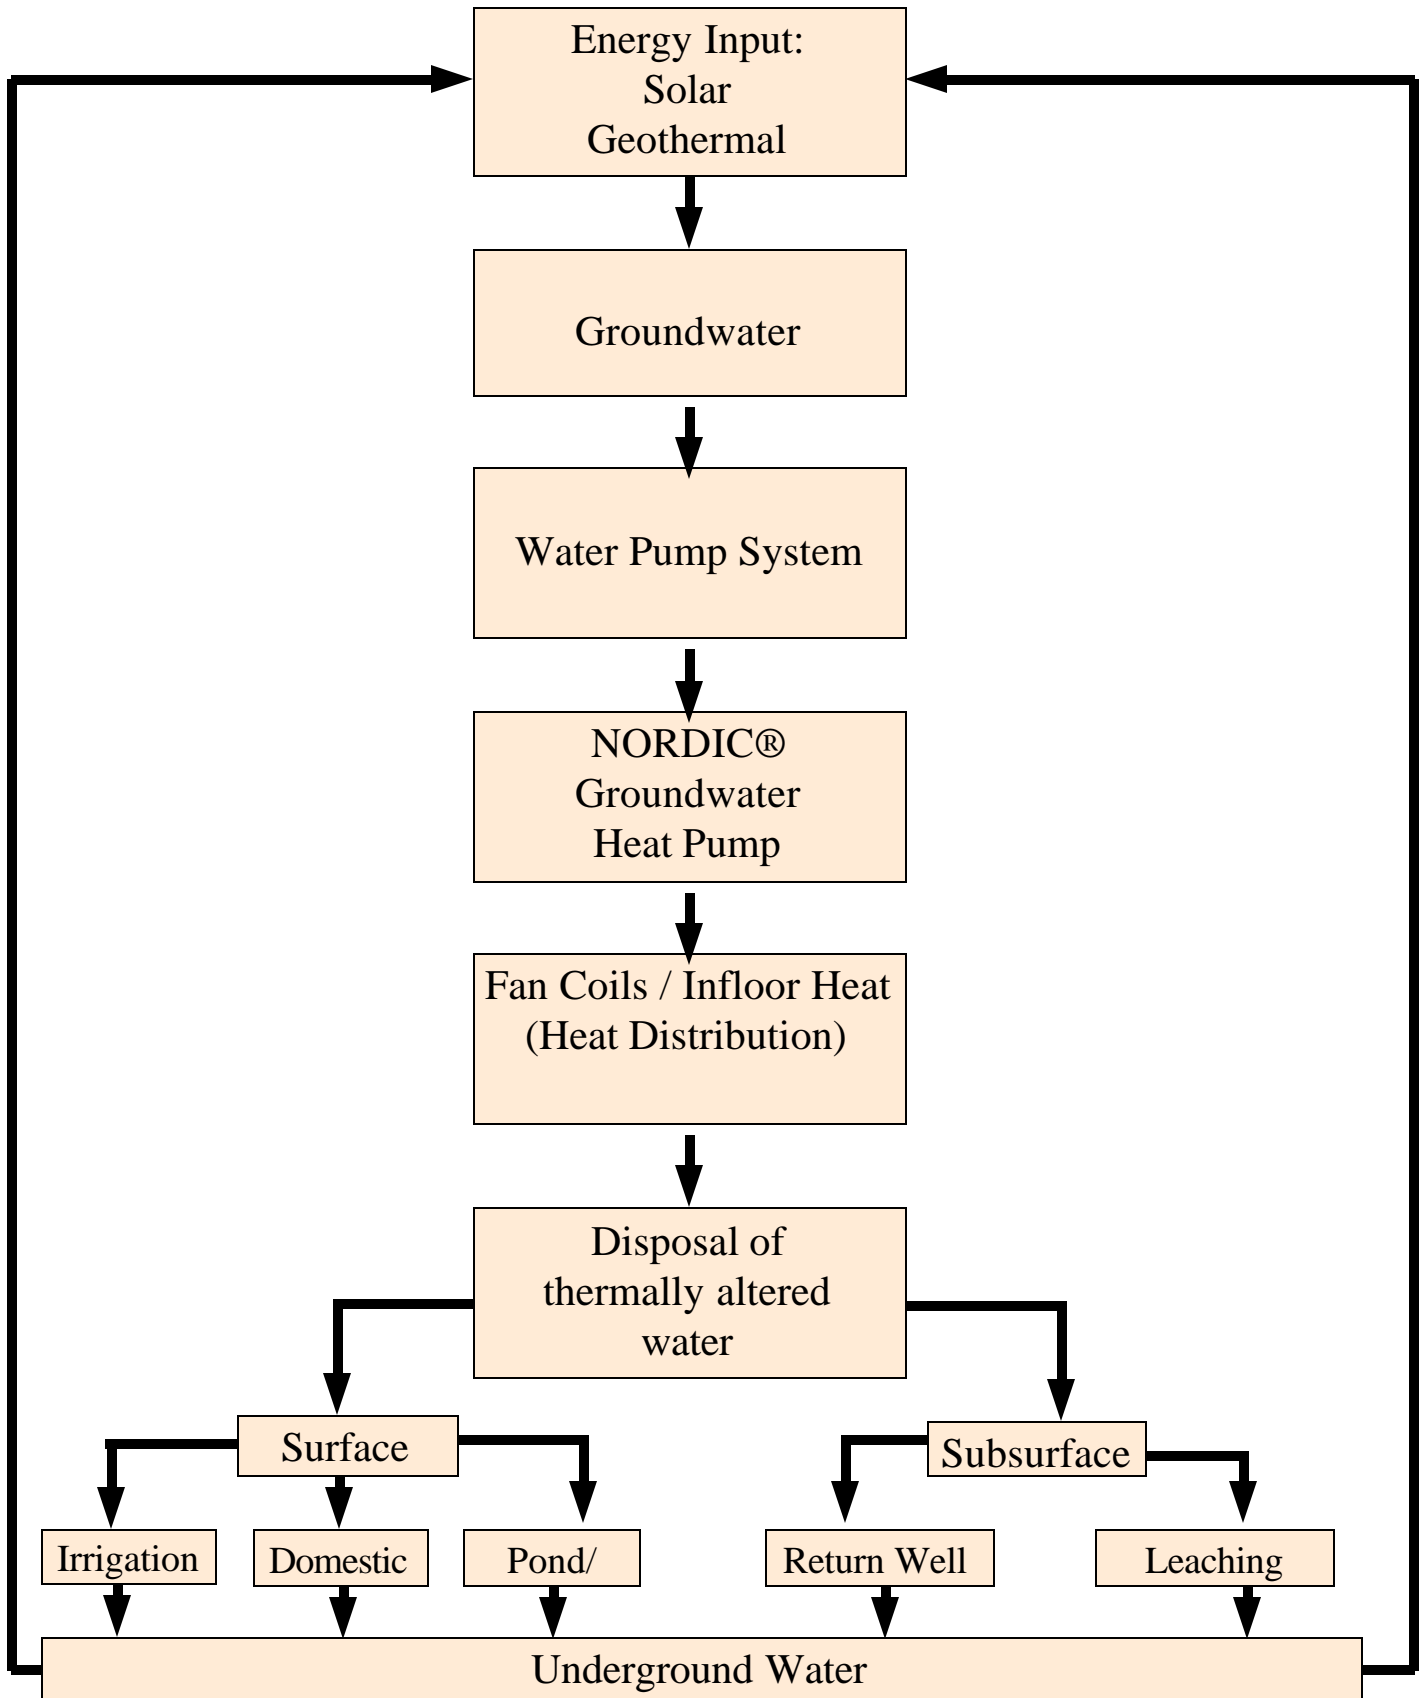 Energy Input:
Solar
Geothermal
Groundwater
Water Pump System
NORDIC®
Groundwater
Heat Pump
Fan Coils / Infloor Heat
(Heat Distribution)
Disposal of
thermally altered
water
Surface
Subsurface
Irrigation
Domestic
Pond/
Return Well
Leaching
Underground Water